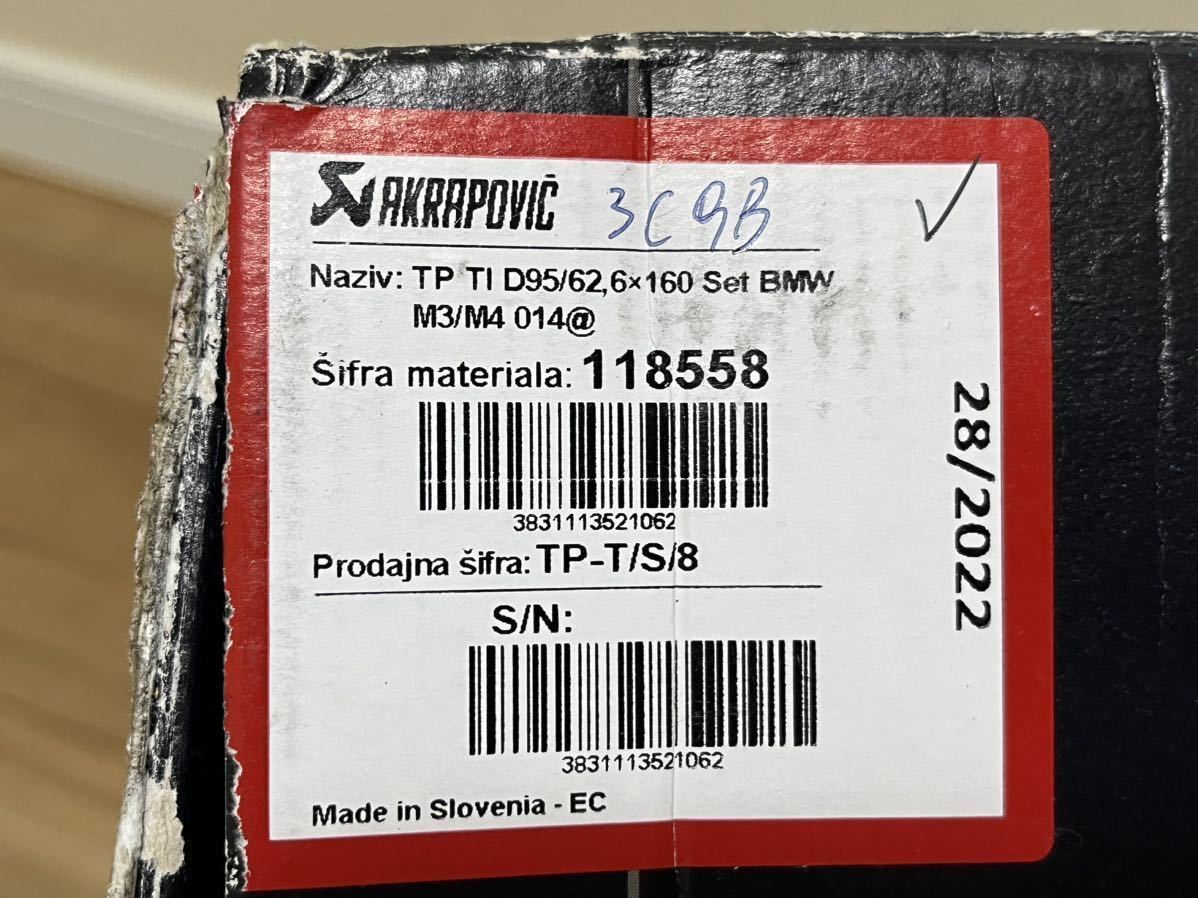 AKRAPOVIČ 3C9B
Naziv: TP TI D95/62,6×160 Set BMW
M3/M4 014@
Šifra materiala: 118558
3831113521062
Prodajna šifra: TP-T/S/8
S/N:
3831113521062
Made in Slovenia - EC
28/2022